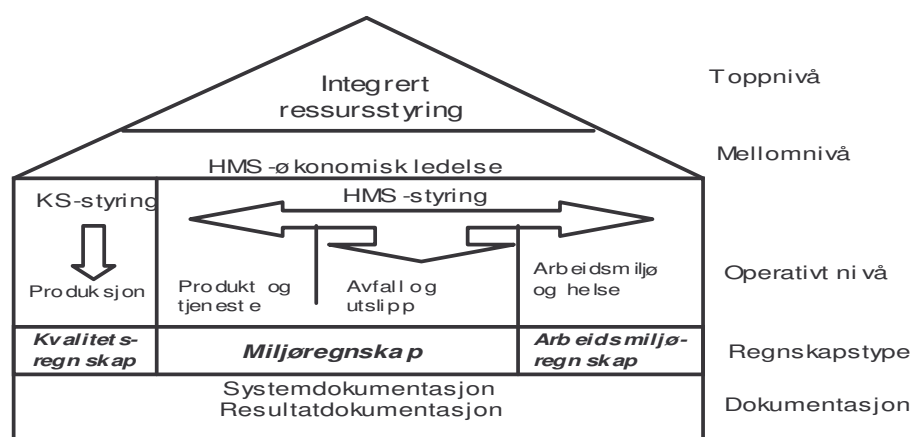 Integrert
ressursstyring
Toppnivå
HMS-økonomisk ledelse
Mellomnivå
KS-styring
HMS-styring
Produksjon
Produkt og
tjeneste
Avfall og
utslipp
Arbeidsmiljø
og helse
Operativt nivå
Kvalitets-
regnskap
Miljøregnskap
Arbeidsmiljø-
regnskap
Regnskapstype
Systemdokumentasjon
Resultatdokumentasjon
Dokumentasjon